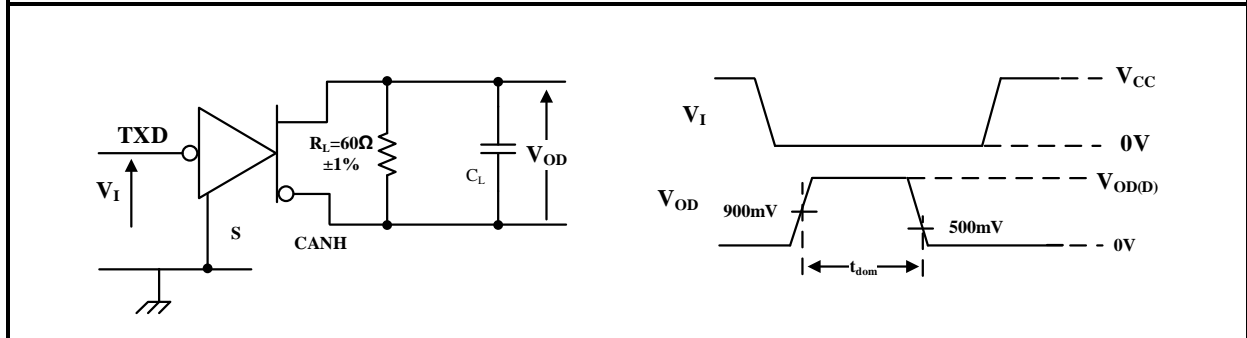 TXD
V_I
S
CANH
R_L=60Ω
±1%
C_L
V_OD
V_I
V_CC
0V
V_OD
900mV
V_OD(D)
500mV
0V
t_dom